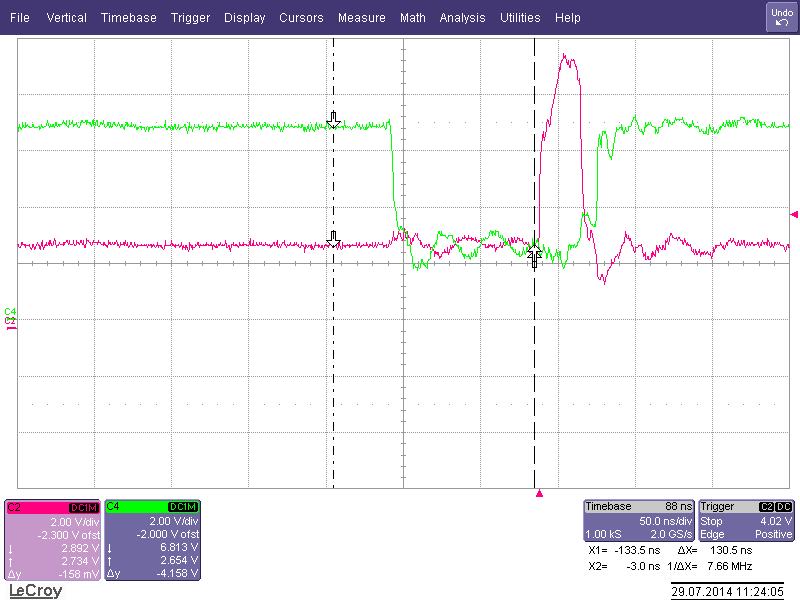 File Vertical Timebase Trigger Display Cursors Measure Math Analysis Utilities Help
Undo
C4
C2
C2 DC1M
2.00 V/div
-2.300 V ofst
↓ 2.892 V
↑ 2.734 V
Δy -158 mV
C4 DC1M
2.00 V/div
-2.000 V ofst
↓ 6.813 V
↑ 2.654 V
Δy -4.158 V
Timebase 88 ns
50.0 ns/div
1.00 kS 2.0 GS/s
Trigger C2 DC
Stop 4.02 V
Edge Positive
X1= -133.5 ns ΔX= 130.5 ns
X2= -3.0 ns 1/ΔX= 7.66 MHz
LeCroy
29.07.2014 11:24:05